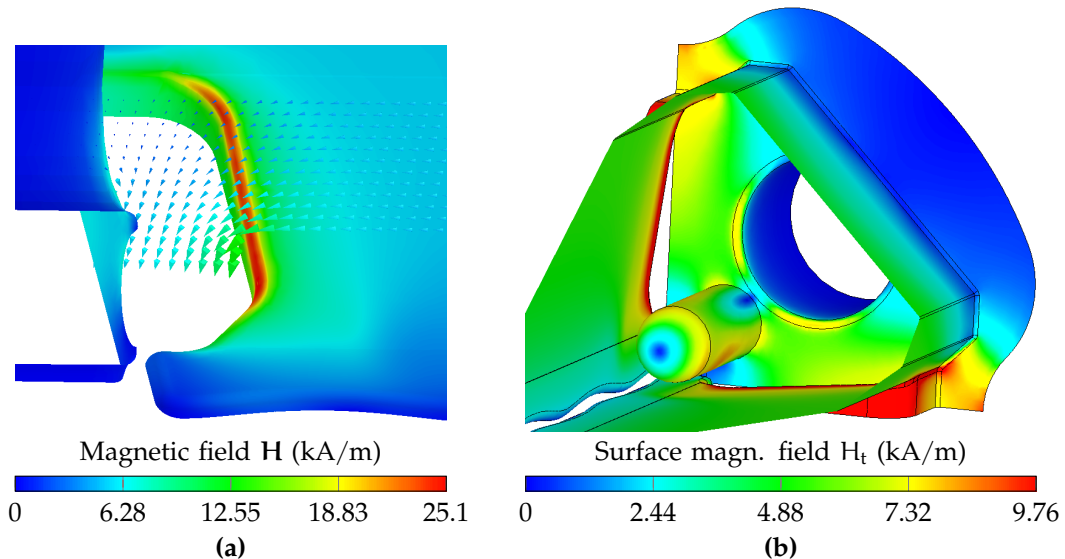 Magnetic field H (kA/m)
0 6.28 12.55 18.83 25.1
(a)
Surface magn. field Hₜ (kA/m)
0 2.44 4.88 7.32 9.76
(b)